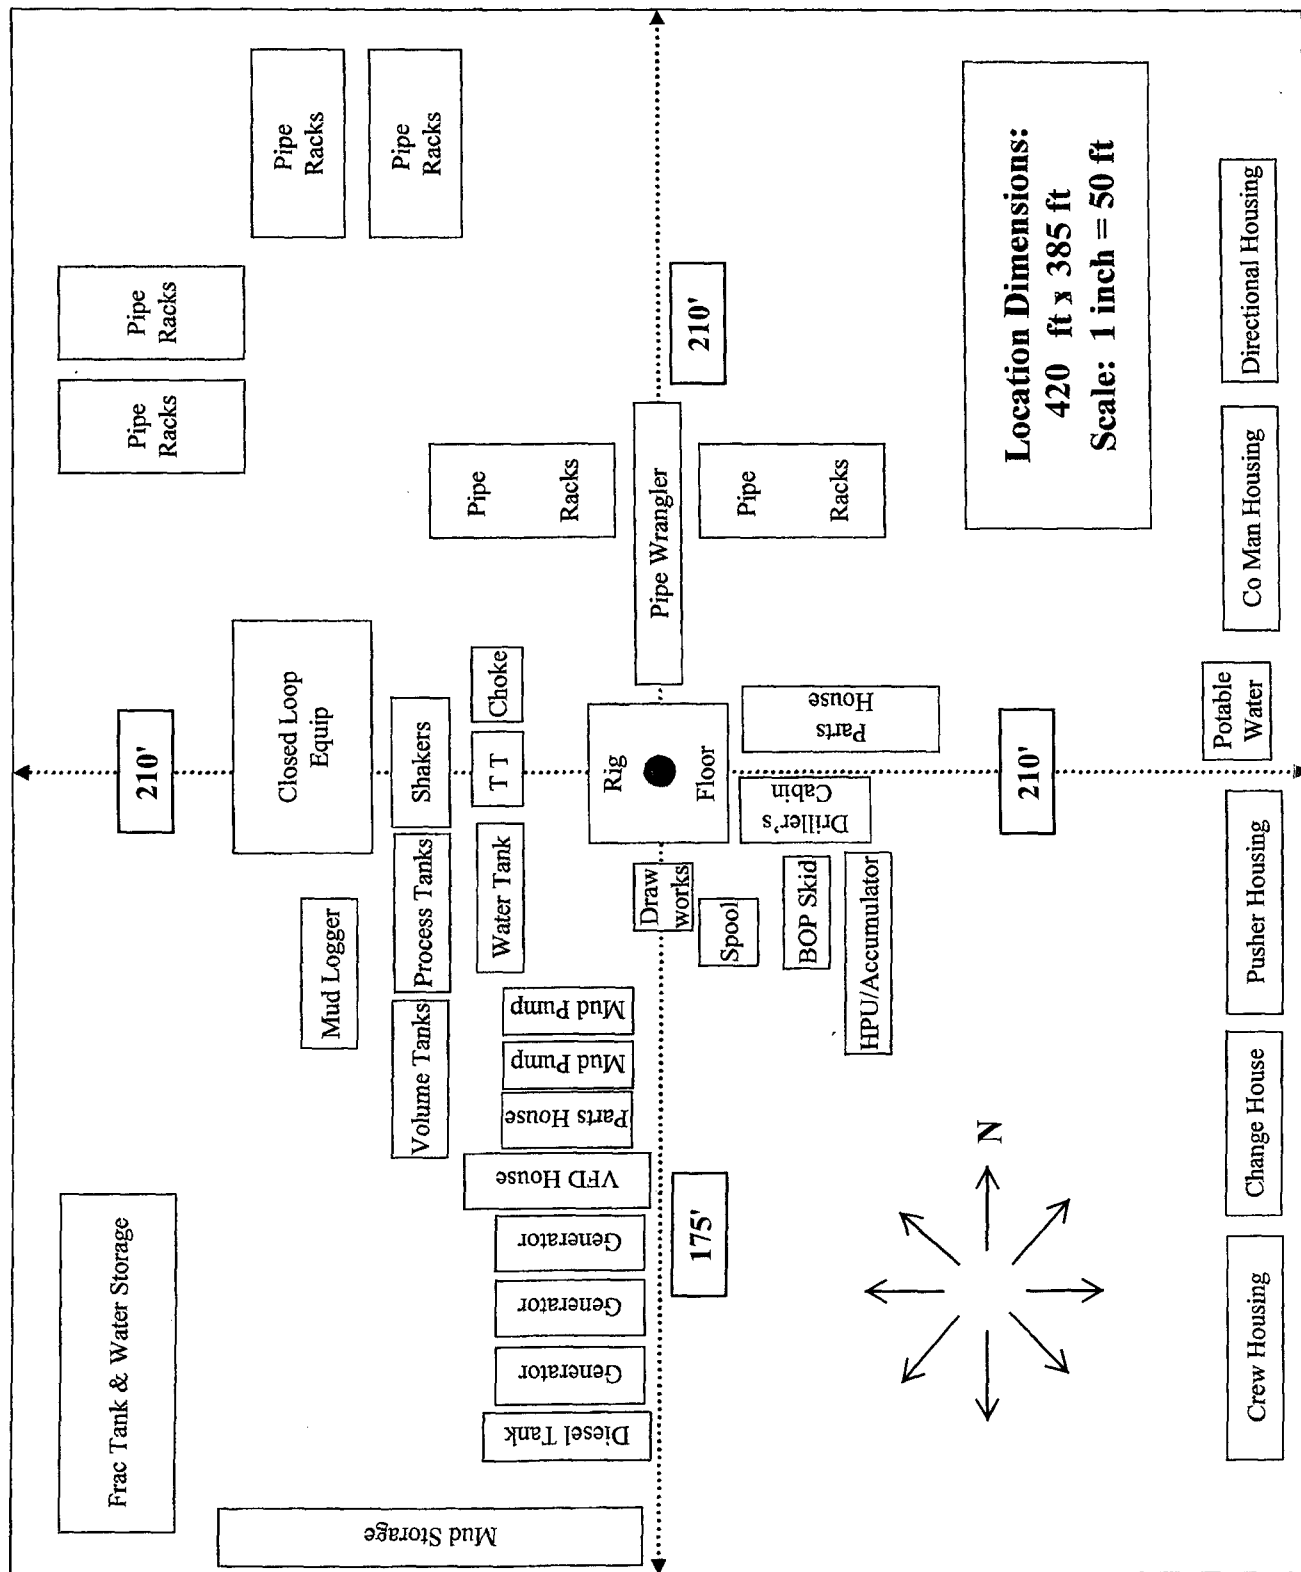 Frac Tank & Water Storage
Pipe
Racks
Pipe
Racks
Pipe
Racks
Pipe
Racks
210'
Closed Loop
Equip
Mud Logger
Volume Tanks
Process Tanks
Shakers
Water Tank
T T
Choke
Pipe
Racks
Mud Storage
Diesel Tank
Generator
Generator
Generator
VFD House
Parts House
Mud Pump
Mud Pump
Draw
works
Rig
Floor
Pipe Wrangler
175'
210'
Spool
BOP Skid
HPU/Accumulator
Driller's
Cabin
Parts
House
Pipe
Racks
N
210'
Location Dimensions:
420 ft x 385 ft
Scale: 1 inch = 50 ft
Crew Housing
Change House
Pusher Housing
Potable
Water
Co Man Housing
Directional Housing